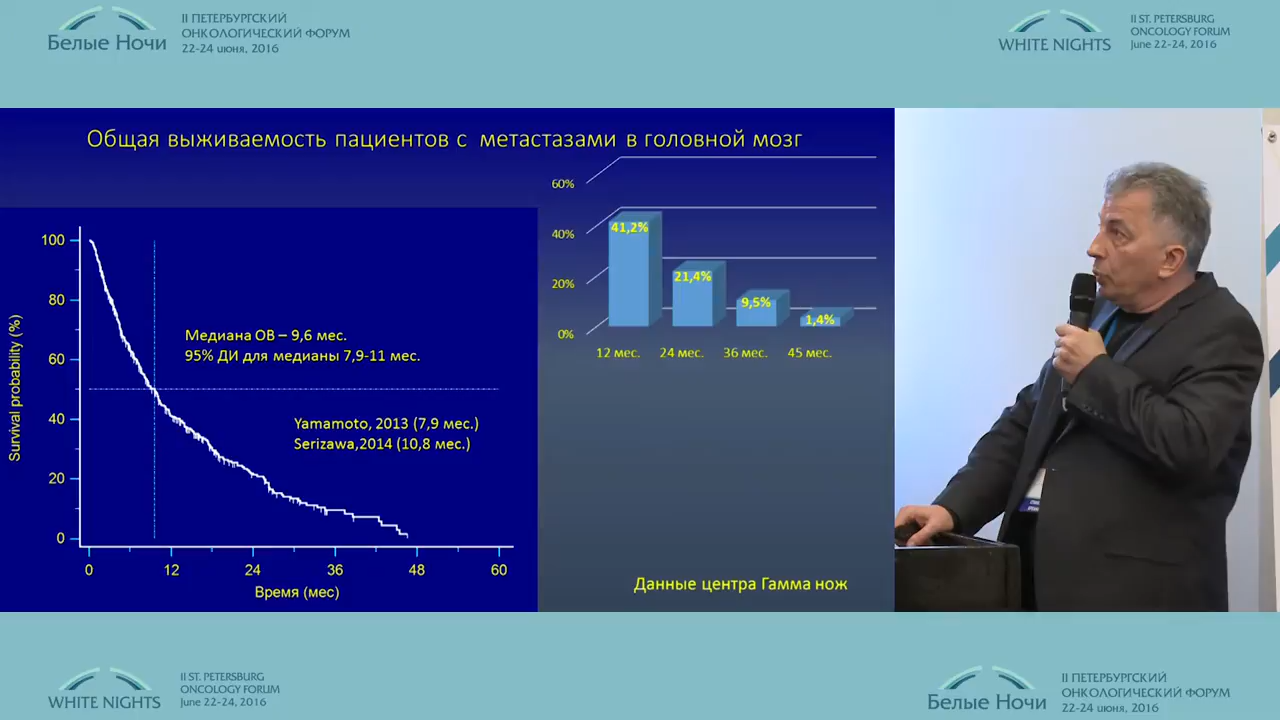 Белые Ночи
II ПЕТЕРБУРГСКИЙ
ОНКОЛОГИЧЕСКИЙ ФОРУМ
22-24 июня, 2016
WHITE NIGHTS
II ST. PETERSBURG
ONCOLOGY FORUM
June 22-24, 2016
Общая выживаемость пациентов с метастазами в головной мозг
Survival probability (%)
100
80
60
40
20
0
0
12
24
36
48
60
Время (мес)
Медиана ОВ – 9,6 мес.
95% ДИ для медианы 7,9-11 мес.
Yamamoto, 2013 (7,9 мес.)
Serizawa,2014 (10,8 мес.)
60%
40%
20%
0%
41,2%
21,4%
9,5%
1,4%
12 мес.
24 мес.
36 мес.
45 мес.
Данные центра Гамма нож
WHITE NIGHTS
II ST. PETERSBURG
ONCOLOGY FORUM
June 22-24, 2016
Белые Ночи
II ПЕТЕРБУРГСКИЙ
ОНКОЛОГИЧЕСКИЙ ФОРУМ
22-24 июня, 2016